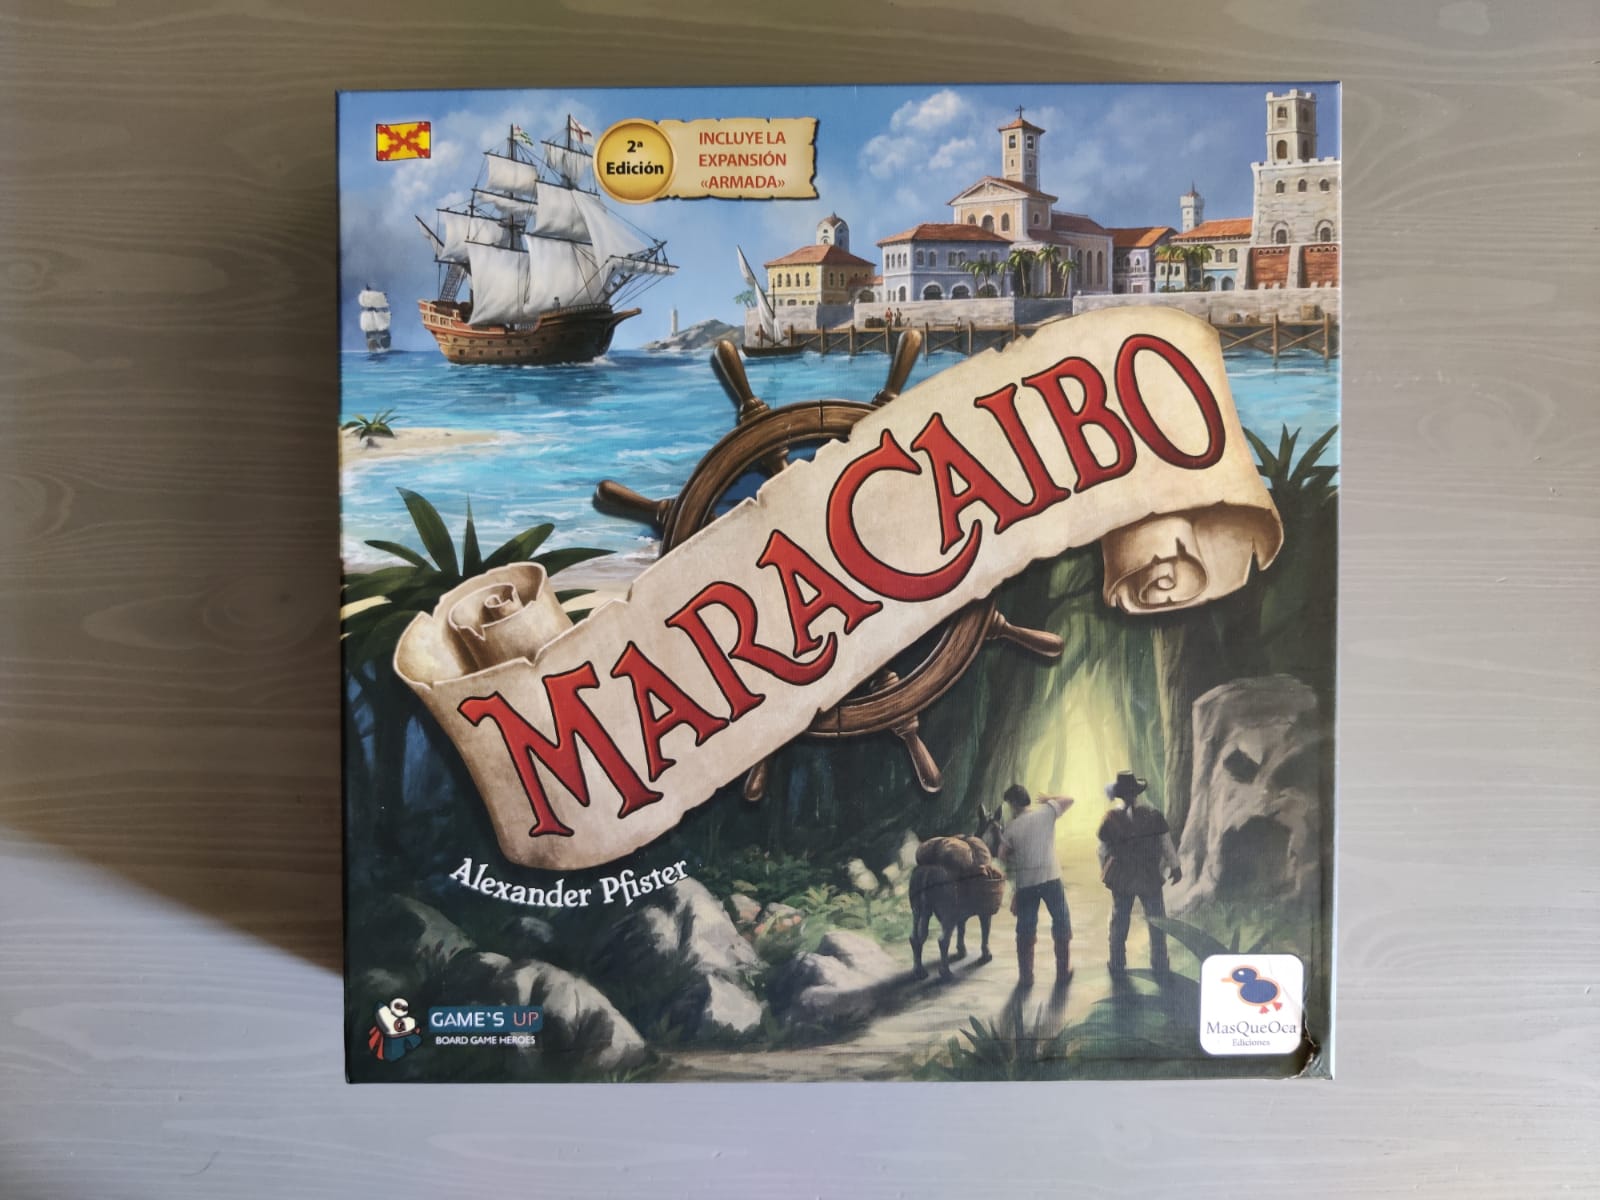 2ª
Edición
INCLUYE LA
EXPANSIÓN
«ARMADA»
MARACAIBO
Alexander Pfister
GAME'S UP
BOARD GAME HEROES
MasQueOca
Ediciones